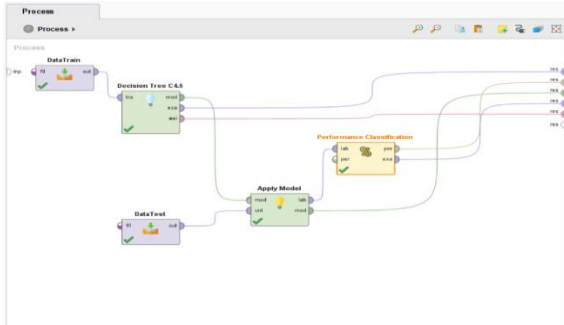 Process
Process
Process
inp
DataTrain
fil
out
Decision Tree C4.5
tra
mod
exa
wei
Performance Classification
lab
per
per
exa
Apply Model
mod
lab
unl
mod
DataTest
fil
out
res
res
res
res
res
res